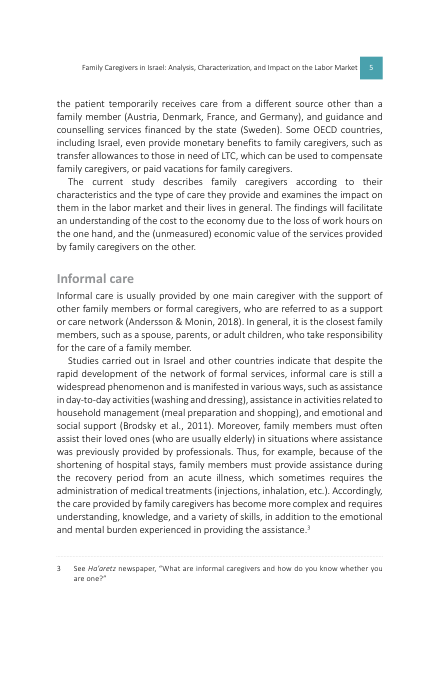 Family Caregivers in Israel: Analysis, Characterization, and Impact on the Labor Market 5
the patient temporarily receives care from a different source other than a
family member (Austria, Denmark, France, and Germany), and guidance and
counselling services financed by the state (Sweden). Some OECD countries,
including Israel, even provide monetary benefits to family caregivers, such as
transfer allowances to those in need of LTC, which can be used to compensate
family caregivers, or paid vacations for family caregivers.
The current study describes family caregivers according to their
characteristics and the type of care they provide and examines the impact on
them in the labor market and their lives in general. The findings will facilitate
an understanding of the cost to the economy due to the loss of work hours on
the one hand, and the (unmeasured) economic value of the services provided
by family caregivers on the other.
Informal care
Informal care is usually provided by one main caregiver with the support of
other family members or formal caregivers, who are referred to as a support
or care network (Andersson & Monin, 2018). In general, it is the closest family
members, such as a spouse, parents, or adult children, who take responsibility
for the care of a family member.
Studies carried out in Israel and other countries indicate that despite the
rapid development of the network of formal services, informal care is still a
widespread phenomenon and is manifested in various ways, such as assistance
in day-to-day activities (washing and dressing), assistance in activities related to
household management (meal preparation and shopping), and emotional and
social support (Brodsky et al., 2011). Moreover, family members must often
assist their loved ones (who are usually elderly) in situations where assistance
was previously provided by professionals. Thus, for example, because of the
shortening of hospital stays, family members must provide assistance during
the recovery period from an acute illness, which sometimes requires the
administration of medical treatments (injections, inhalation, etc.). Accordingly,
the care provided by family caregivers has become more complex and requires
understanding, knowledge, and a variety of skills, in addition to the emotional
and mental burden experienced in providing the assistance.3
3 See Ha'aretz newspaper, "What are informal caregivers and how do you know whether you
are one?"